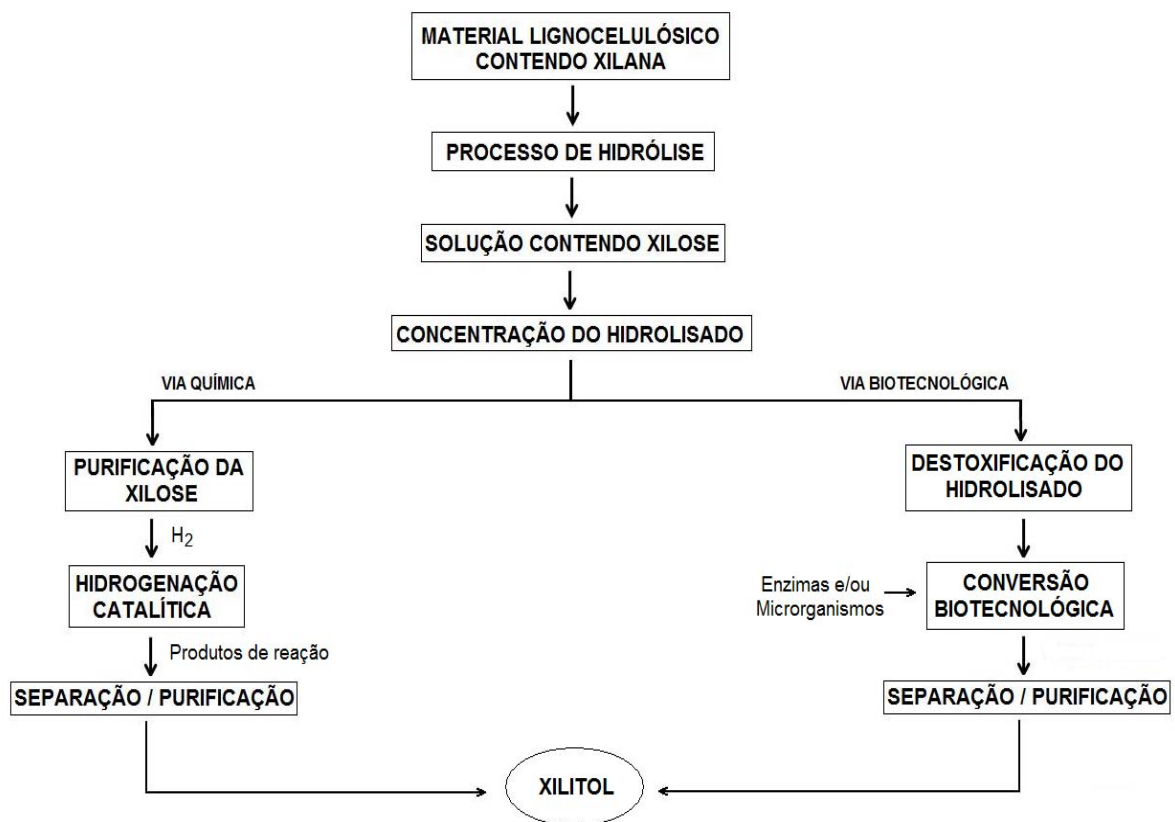 MATERIAL LIGNOCELULÓSICO
CONTENDO XILANA
PROCESSO DE HIDRÓLISE
SOLUÇÃO CONTENDO XILOSE
CONCENTRAÇÃO DO HIDROLISADO
VIA QUÍMICA
VIA BIOTECNOLÓGICA
PURIFICAÇÃO DA
XILOSE
H2
HIDROGENAÇÃO
CATALÍTICA
Produtos de reação
SEPARAÇÃO / PURIFICAÇÃO
DESTOXIFICAÇÃO DO
HIDROLISADO
Enzimas e/ou
Microrganismos
CONVERSÃO
BIOTECNOLÓGICA
SEPARAÇÃO / PURIFICAÇÃO
XILITOL